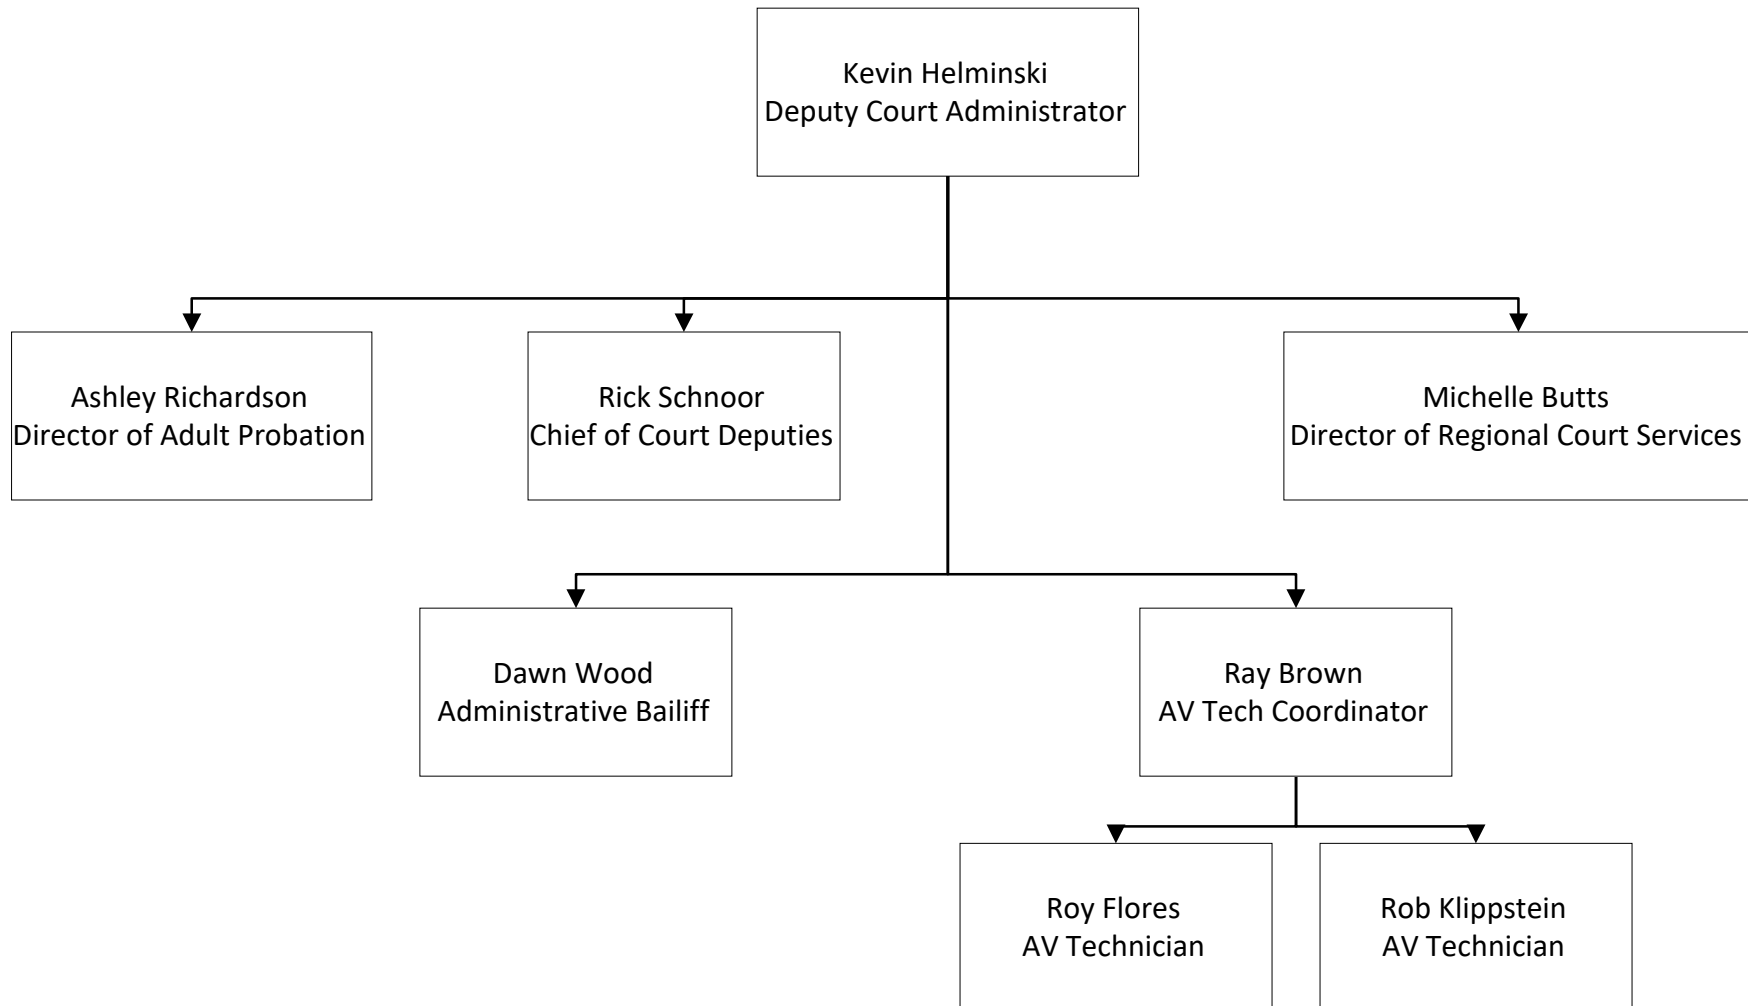 Kevin Helminski
Deputy Court Administrator
Ashley Richardson
Director of Adult Probation
Rick Schnoor
Chief of Court Deputies
Michelle Butts
Director of Regional Court Services
Dawn Wood
Administrative Bailiff
Ray Brown
AV Tech Coordinator
Roy Flores
AV Technician
Rob Klippstein
AV Technician